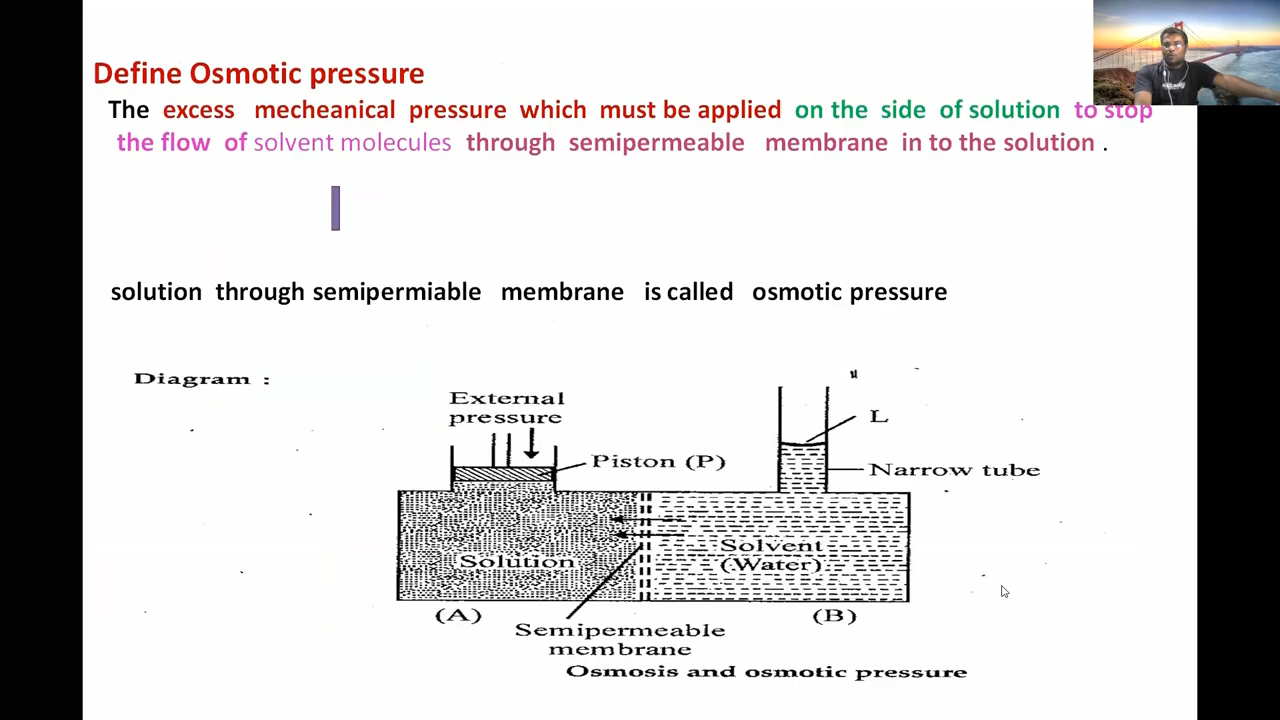 Define Osmotic pressure
The excess mecheanical pressure which must be applied on the side of solution to stop
the flow of solvent molecules through semipermeable membrane in to the solution .
solution through semipermiable membrane is called osmotic pressure
Diagram :
External
pressure
L
Piston (P)
Narrow tube
Solvent
Solution
(Water)
(A)
(B)
Semipermeable
membrane
Osmosis and osmotic pressure